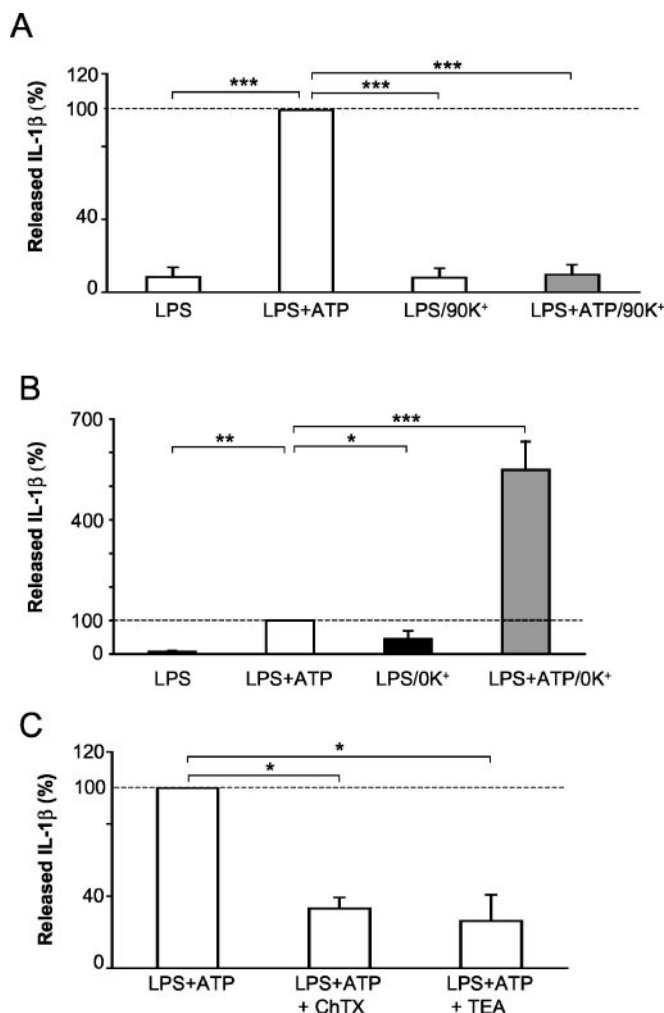 A
Released IL-1β (%)
120
100
40
0
***
***
***
LPS
LPS+ATP
LPS/90K⁺
LPS+ATP/90K⁺
B
Released IL-1β (%)
700
400
100
0
**
*
***
LPS
LPS+ATP
LPS/0K⁺
LPS+ATP/0K⁺
C
Released IL-1β (%)
120
100
40
0
*
*
LPS+ATP
LPS+ATP
+ ChTX
LPS+ATP
+ TEA